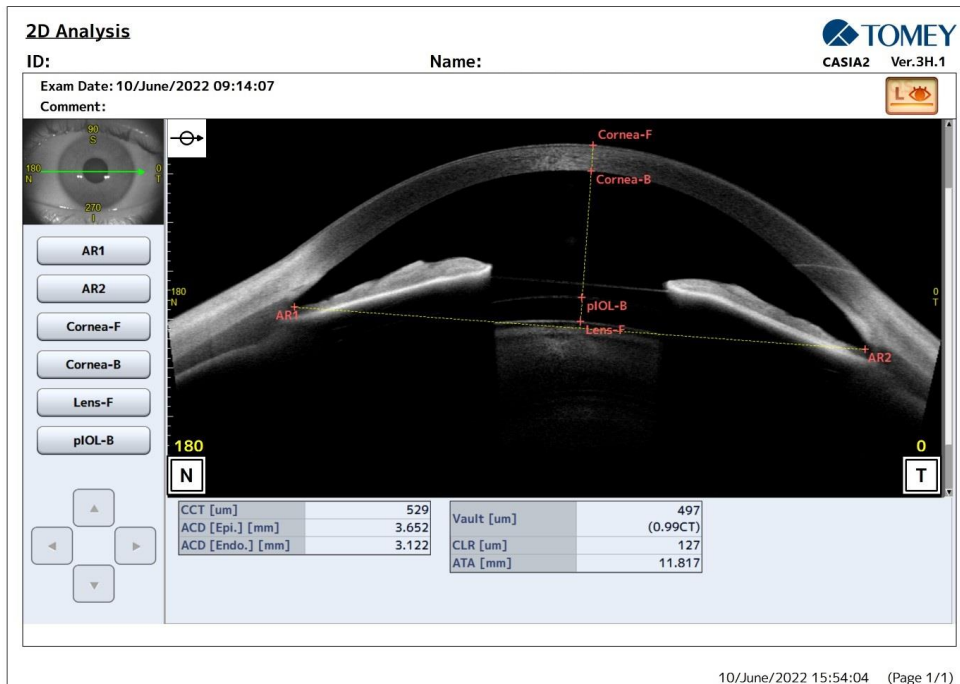 2D Analysis
TOMEY
ID:
Name:
CASIA2 Ver.3H.1
Exam Date: 10/June/2022 09:14:07
Comment:
L
90
S
180
N
0
T
270
I
AR1
AR2
Cornea-F
Cornea-B
Lens-F
pIOL-B
Cornea-F
Cornea-B
180
N
0
T
pIOL-B
AR1
Lens-F
AR2
180
0
N
T
CCT [um] 529
ACD [Epi.] [mm] 3.652
ACD [Endo.] [mm] 3.122
Vault [um] 497
(0.99CT)
CLR [um] 127
ATA [mm] 11.817
10/June/2022 15:54:04 (Page 1/1)